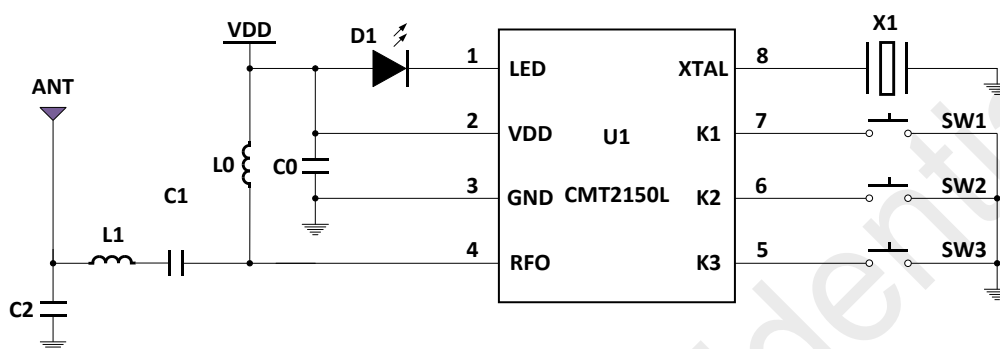 VDD
D1
X1
ANT
1
LED
XTAL
8
2
VDD
U1
K1
7
SW1
L0
C0
3
GND
CMT2150L
K2
6
SW2
C1
L1
4
RFO
K3
5
SW3
C2